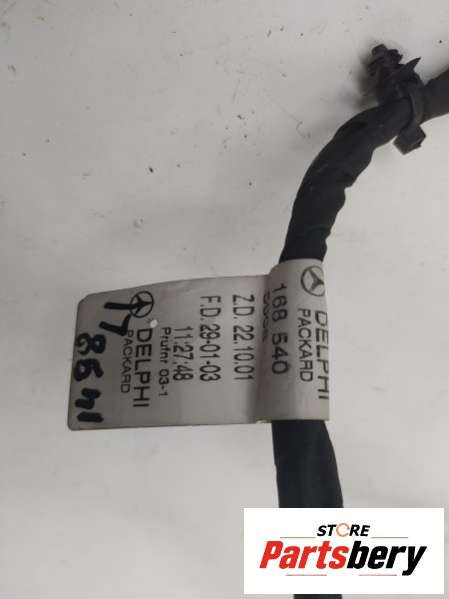 DELPHI
PACKARD
168 540
Z.D. 22.10.01
F.D. 29-01-03
11:27:48
Prüfnr 03-1
DELPHI
PACKARD
STORE
Partsbery